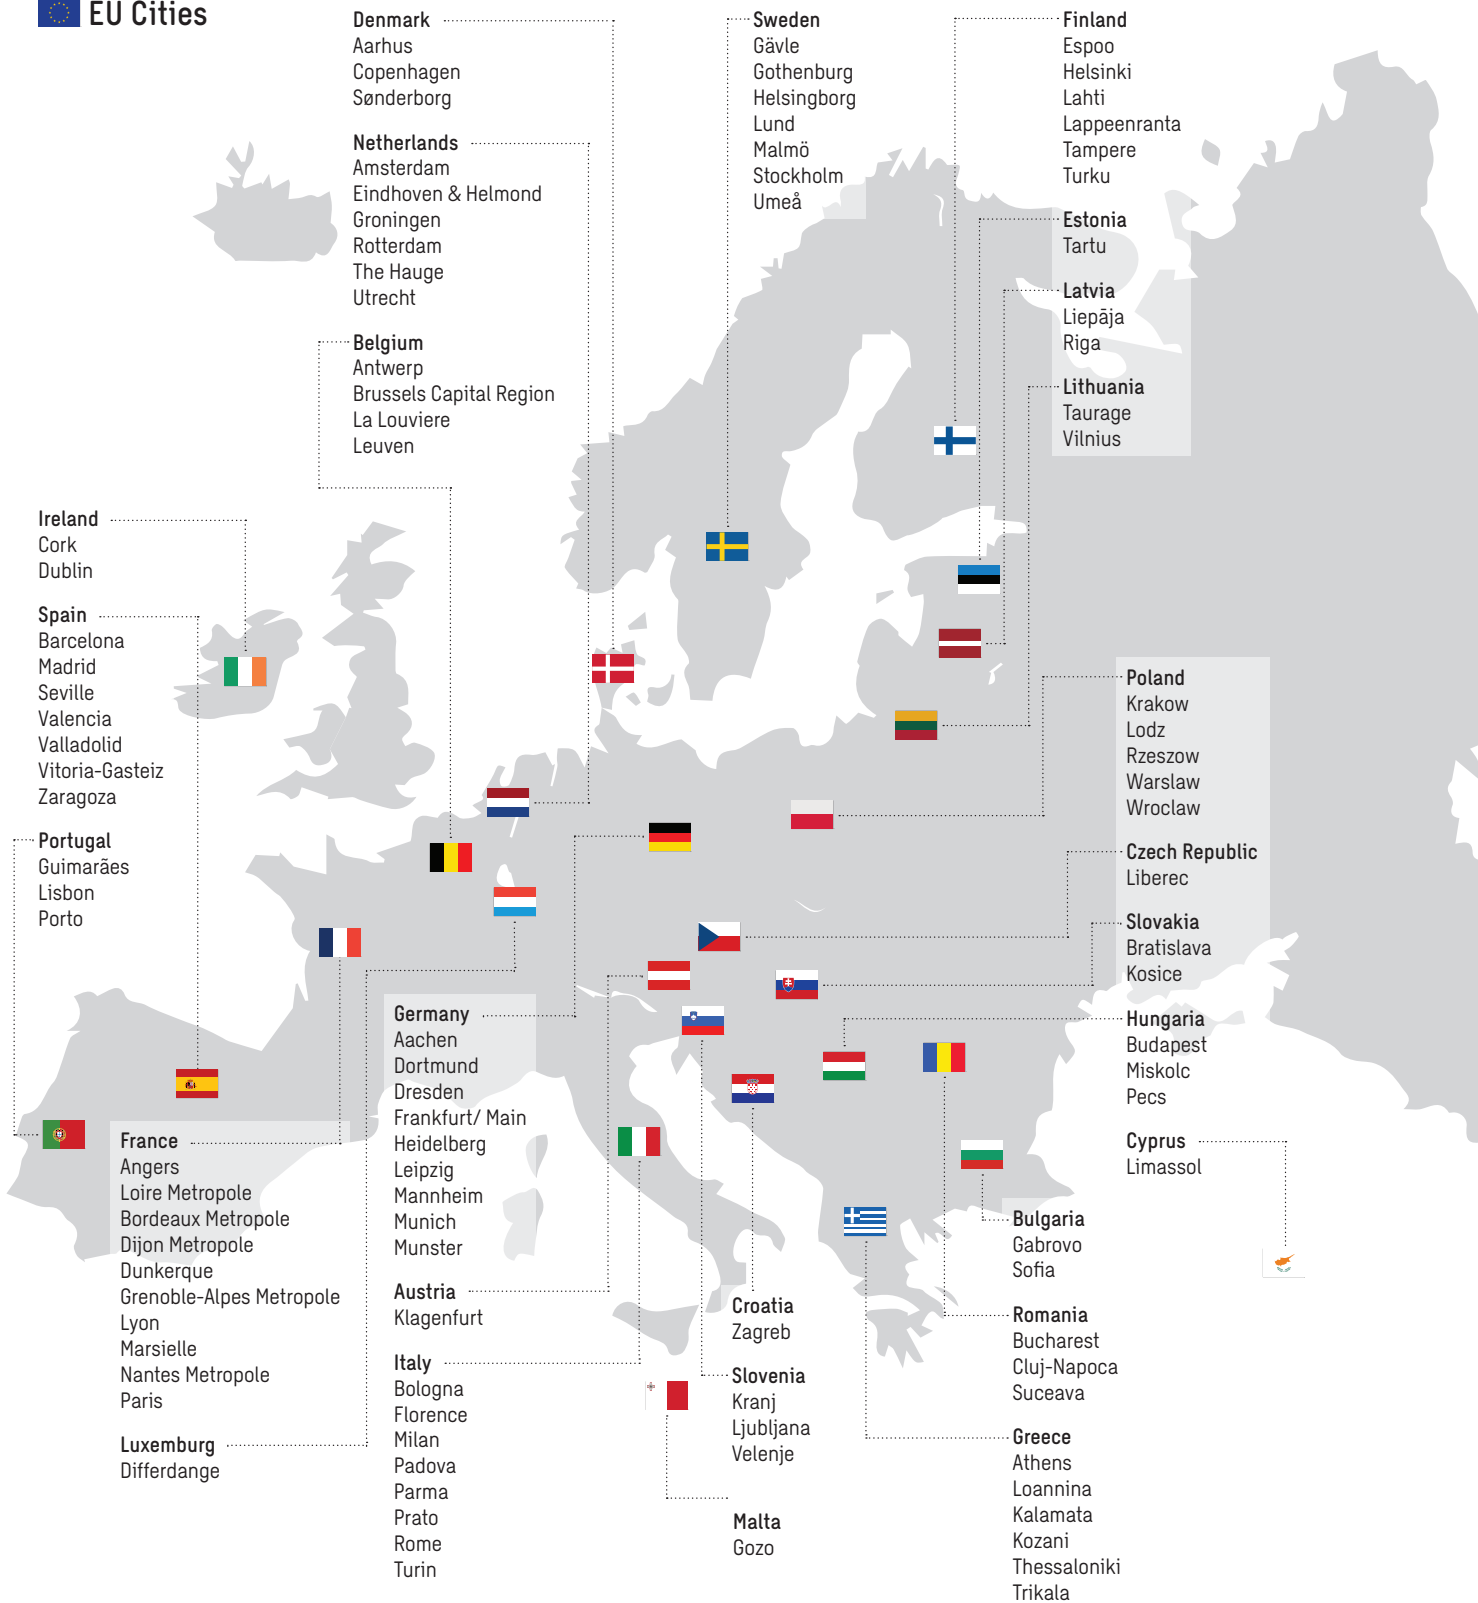 EU Cities
Denmark
Aarhus
Copenhagen
Sønderborg
Netherlands
Amsterdam
Eindhoven & Helmond
Groningen
Rotterdam
The Hauge
Utrecht
Belgium
Antwerp
Brussels Capital Region
La Louviere
Leuven
Sweden
Gävle
Gothenburg
Helsingborg
Lund
Malmö
Stockholm
Umeå
Finland
Espoo
Helsinki
Lahti
Lappeenranta
Tampere
Turku
Estonia
Tartu
Latvia
Liepāja
Riga
Lithuania
Taurage
Vilnius
Ireland
Cork
Dublin
Spain
Barcelona
Madrid
Seville
Valencia
Valladolid
Vitoria-Gasteiz
Zaragoza
Portugal
Guimarães
Lisbon
Porto
Poland
Krakow
Lodz
Rzeszow
Warslaw
Wroclaw
Czech Republic
Liberec
Slovakia
Bratislava
Kosice
Hungaria
Budapest
Miskolc
Pecs
Cyprus
Limassol
France
Angers
Loire Metropole
Bordeaux Metropole
Dijon Metropole
Dunkerque
Grenoble-Alpes Metropole
Lyon
Marsielle
Nantes Metropole
Paris
Luxemburg
Differdange
Germany
Aachen
Dortmund
Dresden
Frankfurt/ Main
Heidelberg
Leipzig
Mannheim
Munich
Munster
Austria
Klagenfurt
Italy
Bologna
Florence
Milan
Padova
Parma
Prato
Rome
Turin
Croatia
Zagreb
Slovenia
Kranj
Ljubljana
Velenje
Malta
Gozo
Bulgaria
Gabrovo
Sofia
Romania
Bucharest
Cluj-Napoca
Suceava
Greece
Athens
Loannina
Kalamata
Kozani
Thessaloniki
Trikala